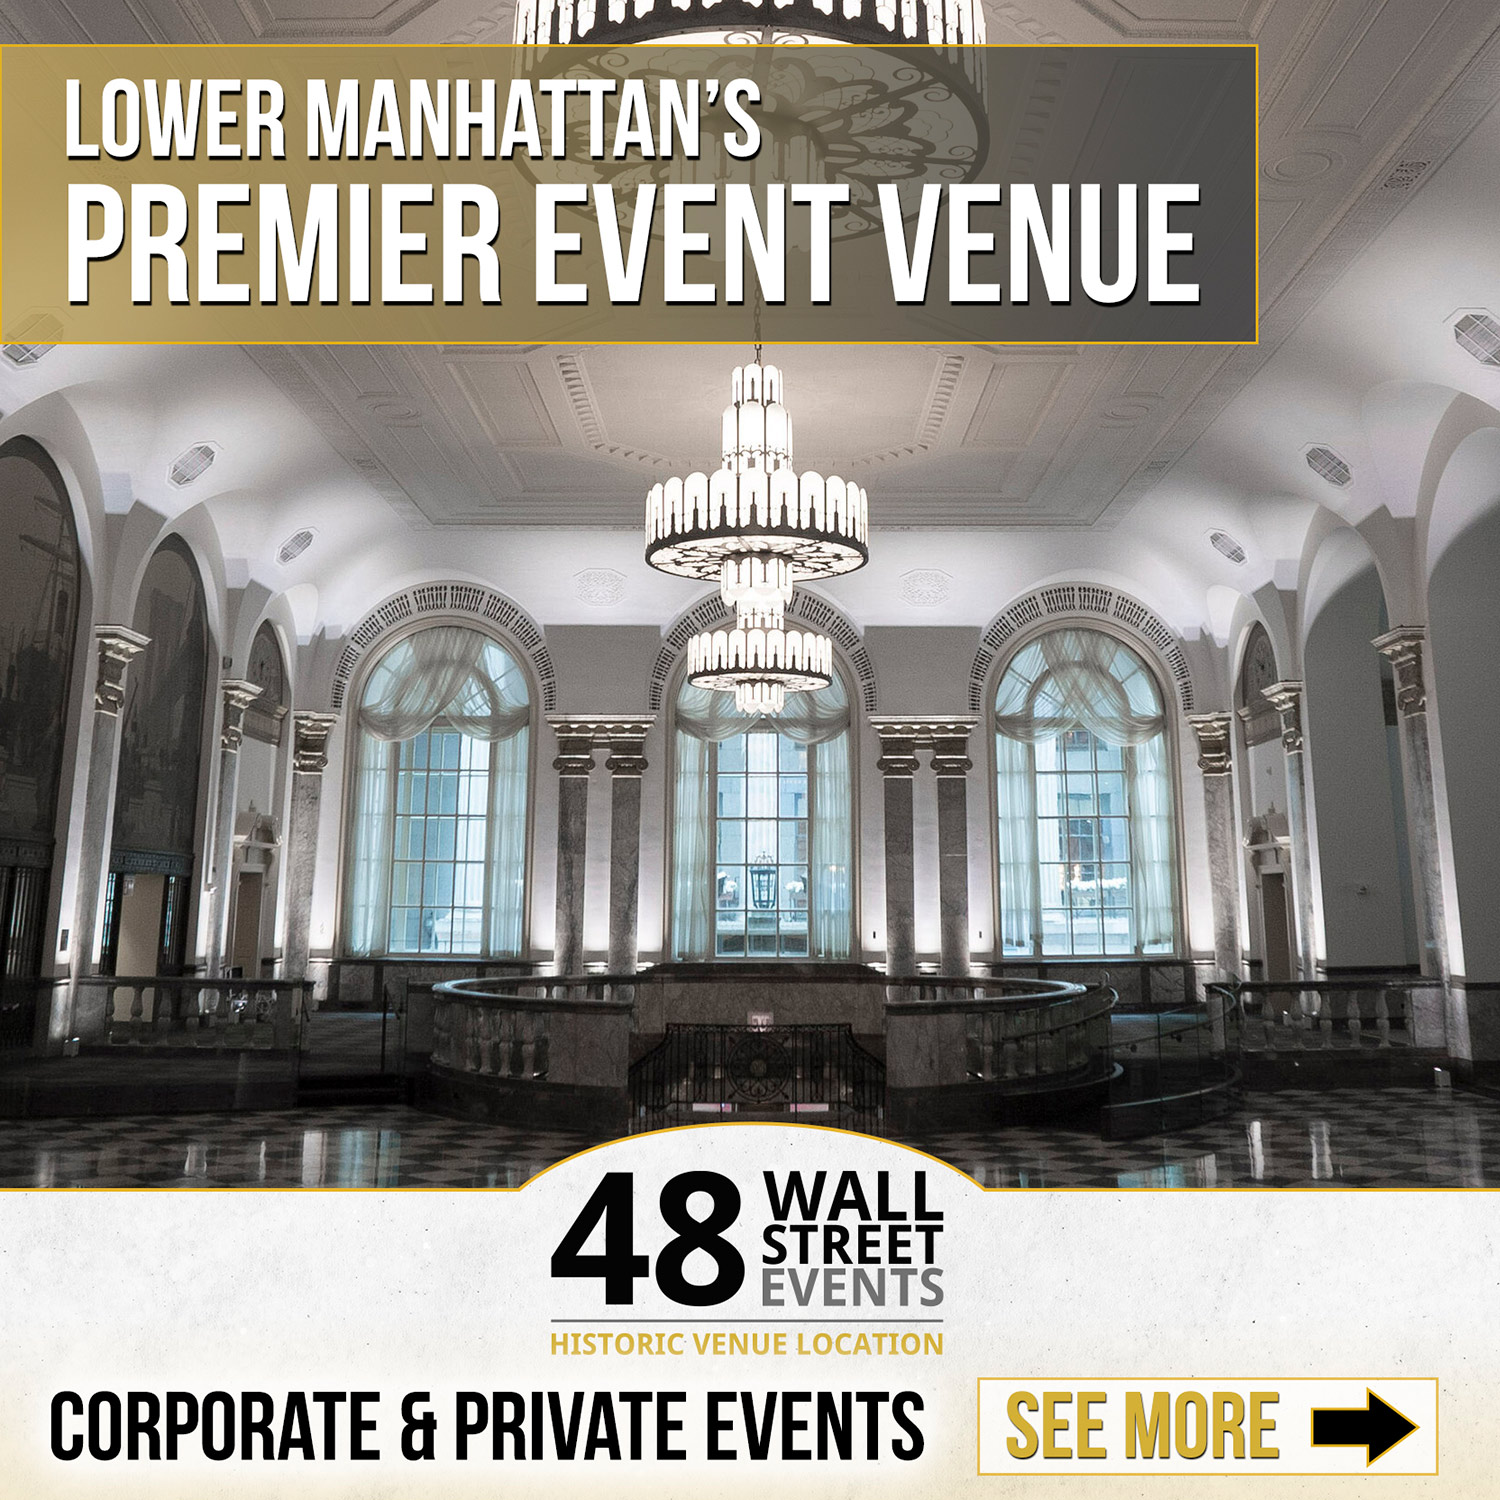 LOWER MANHATTAN'S
PREMIER EVENT VENUE
48 WALL
STREET
EVENTS
HISTORIC VENUE LOCATION
CORPORATE & PRIVATE EVENTS
SEE MORE